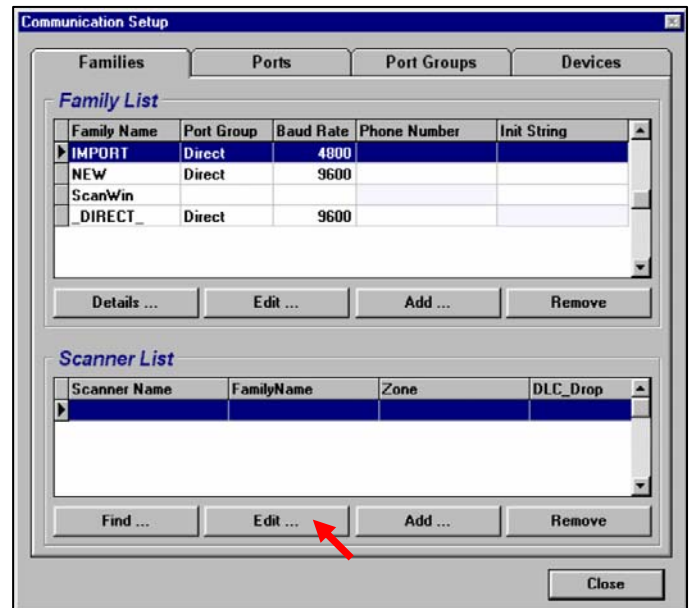 Communication Setup
Families Ports Port Groups Devices
Family List
Family Name Port Group Baud Rate Phone Number Init String
IMPORT Direct 4800
NEW Direct 9600
ScanWin
_DIRECT_ Direct 9600
Details ... Edit ... Add ... Remove
Scanner List
Scanner Name FamilyName Zone DLC_Drop
Find ... Edit ... Add ... Remove
Close